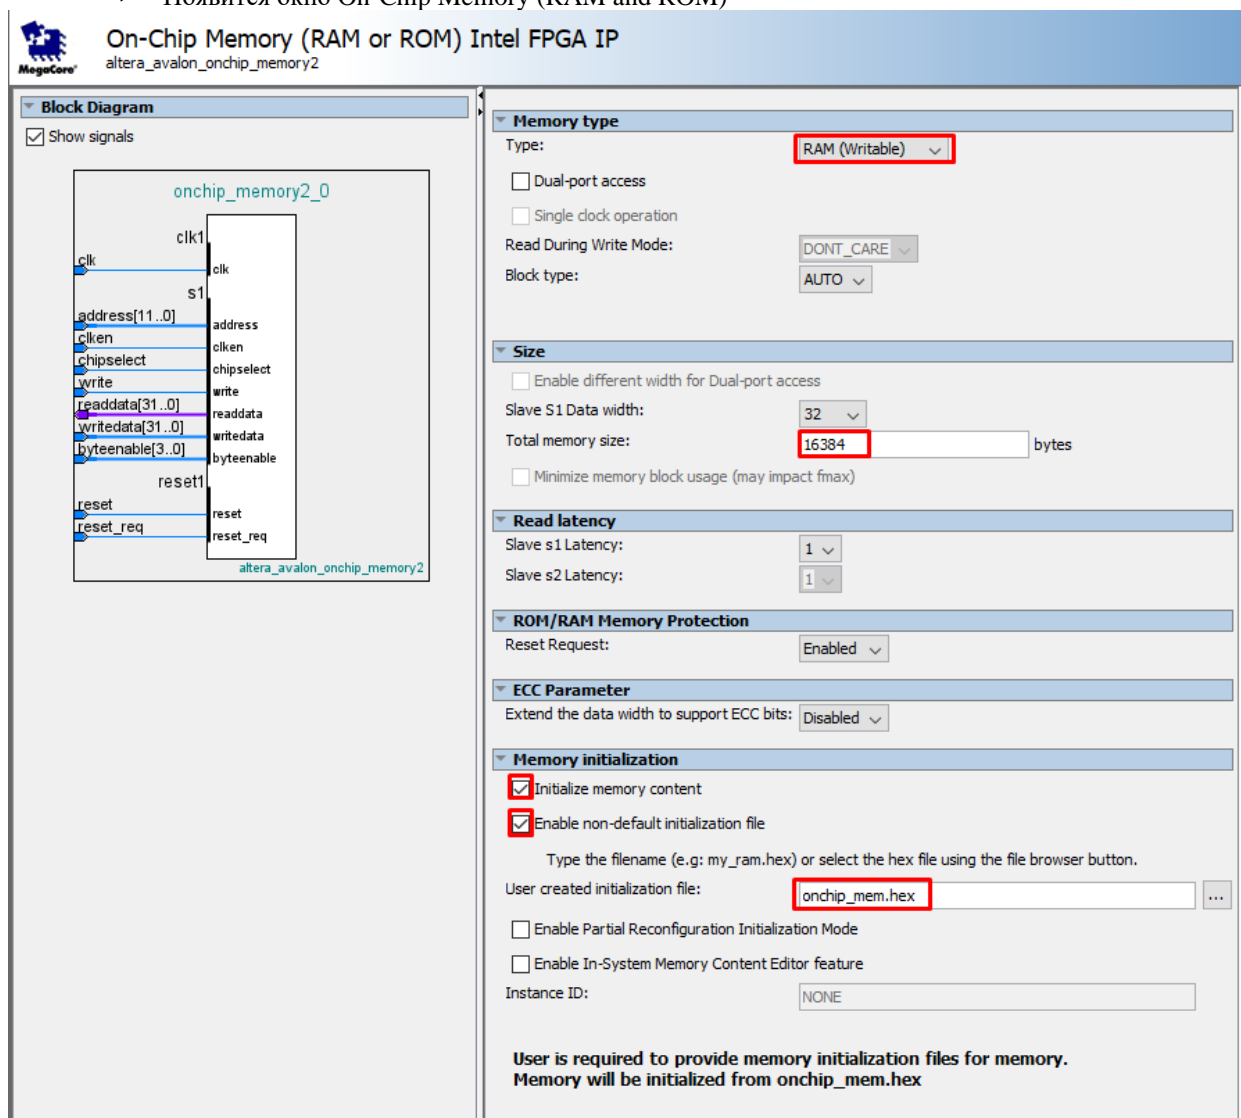 Появится окно On-Chip Memory (RAM and ROM)
On-Chip Memory (RAM or ROM) Intel FPGA IP
altera_avalon_onchip_memory2
MegaCore®
Block Diagram
Show signals
onchip_memory2_0
clk1
clk
clk
s1
address[11..0]
address
clken
clken
chipselect
chipselect
write
write
readdata[31..0]
readdata
writedata[31..0]
writedata
byteenable[3..0]
byteenable
reset1
reset
reset
reset_req
reset_req
altera_avalon_onchip_memory2
Memory type
Type: RAM (Writable)
Dual-port access
Single clock operation
Read During Write Mode: DONT_CARE
Block type: AUTO
Size
Enable different width for Dual-port access
Slave S1 Data width: 32
Total memory size: 16384 bytes
Minimize memory block usage (may impact fmax)
Read latency
Slave s1 Latency: 1
Slave s2 Latency: 1
ROM/RAM Memory Protection
Reset Request: Enabled
ECC Parameter
Extend the data width to support ECC bits: Disabled
Memory initialization
Initialize memory content
Enable non-default initialization file
Type the filename (e.g: my_ram.hex) or select the hex file using the file browser button.
User created initialization file: onchip_mem.hex ...
Enable Partial Reconfiguration Initialization Mode
Enable In-System Memory Content Editor feature
Instance ID: NONE
User is required to provide memory initialization files for memory.
Memory will be initialized from onchip_mem.hex